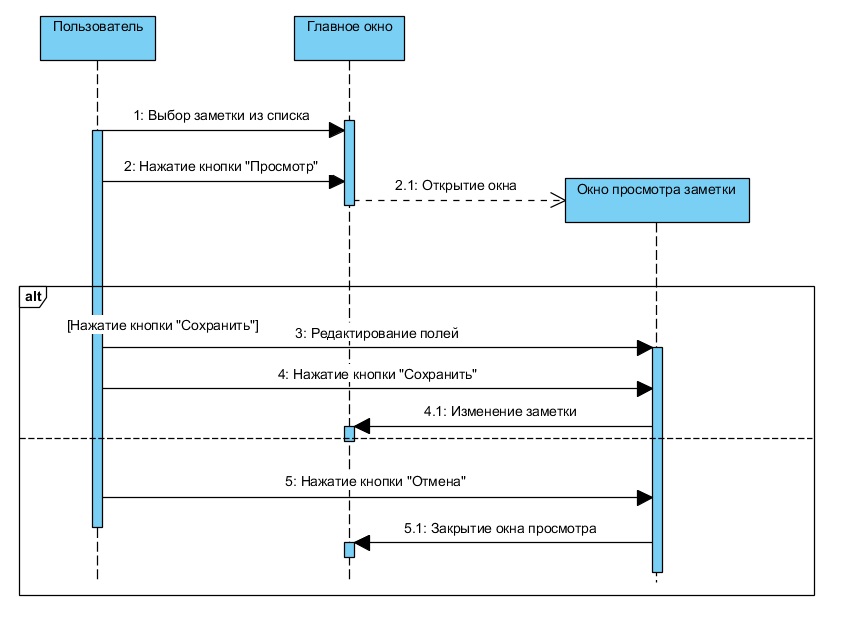 Пользователь
Главное окно
1: Выбор заметки из списка
2: Нажатие кнопки "Просмотр"
2.1: Открытие окна
Окно просмотра заметки
alt
[Нажатие кнопки "Сохранить"]
3: Редактирование полей
4: Нажатие кнопки "Сохранить"
4.1: Изменение заметки
5: Нажатие кнопки "Отмена"
5.1: Закрытие окна просмотра